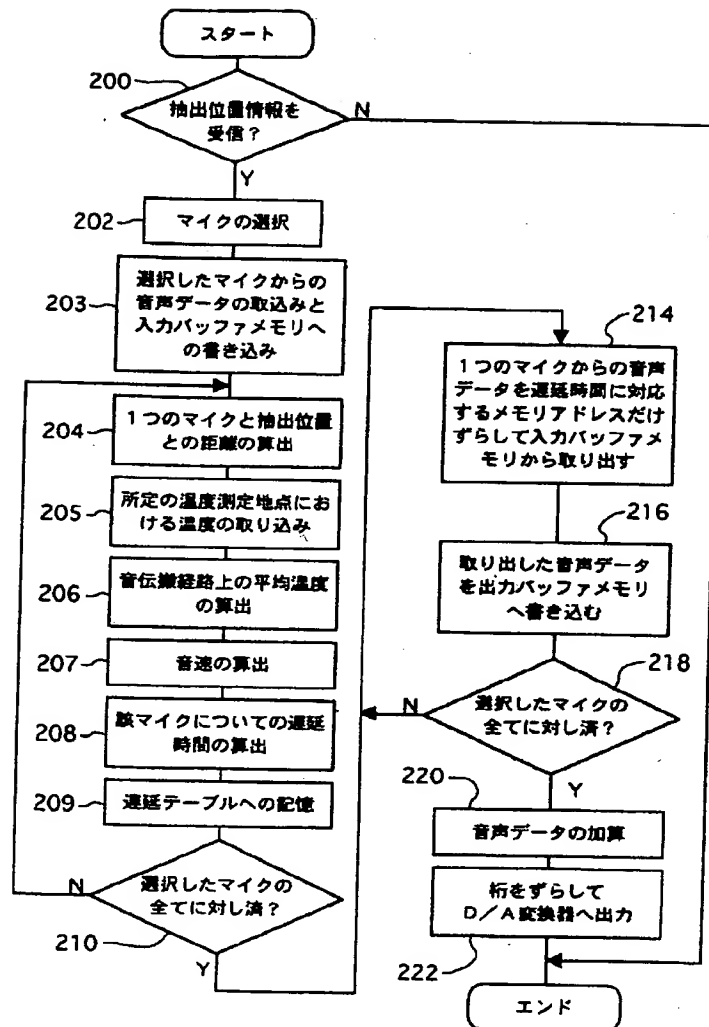 スタート
200
抽出位置情報を
受信？
N
Y
202
マイクの選択
203
選択したマイクからの
音声データの取込みと
入力バッファメモリへ
の書き込み
204
１つのマイクと抽出位置
との距離の算出
205
所定の温度測定地点にお
ける温度の取り込み
206
音伝搬経路上の平均温度
の算出
207
音速の算出
208
該マイクについての遅延
時間の算出
209
遅延テーブルへの記憶
N
選択したマイクの
全てに対し済？
210
Y
214
１つのマイクからの音声
データを遅延時間に対応
するメモリアドレスだけ
ずらして入力バッファメ
モリから取り出す
216
取り出した音声データ
を出力バッファメモリ
へ書き込む
218
N
選択したマイクの
全てに対し済？
220
Y
音声データの加算
桁をずらして
Ｄ／Ａ変換器へ出力
222
エンド